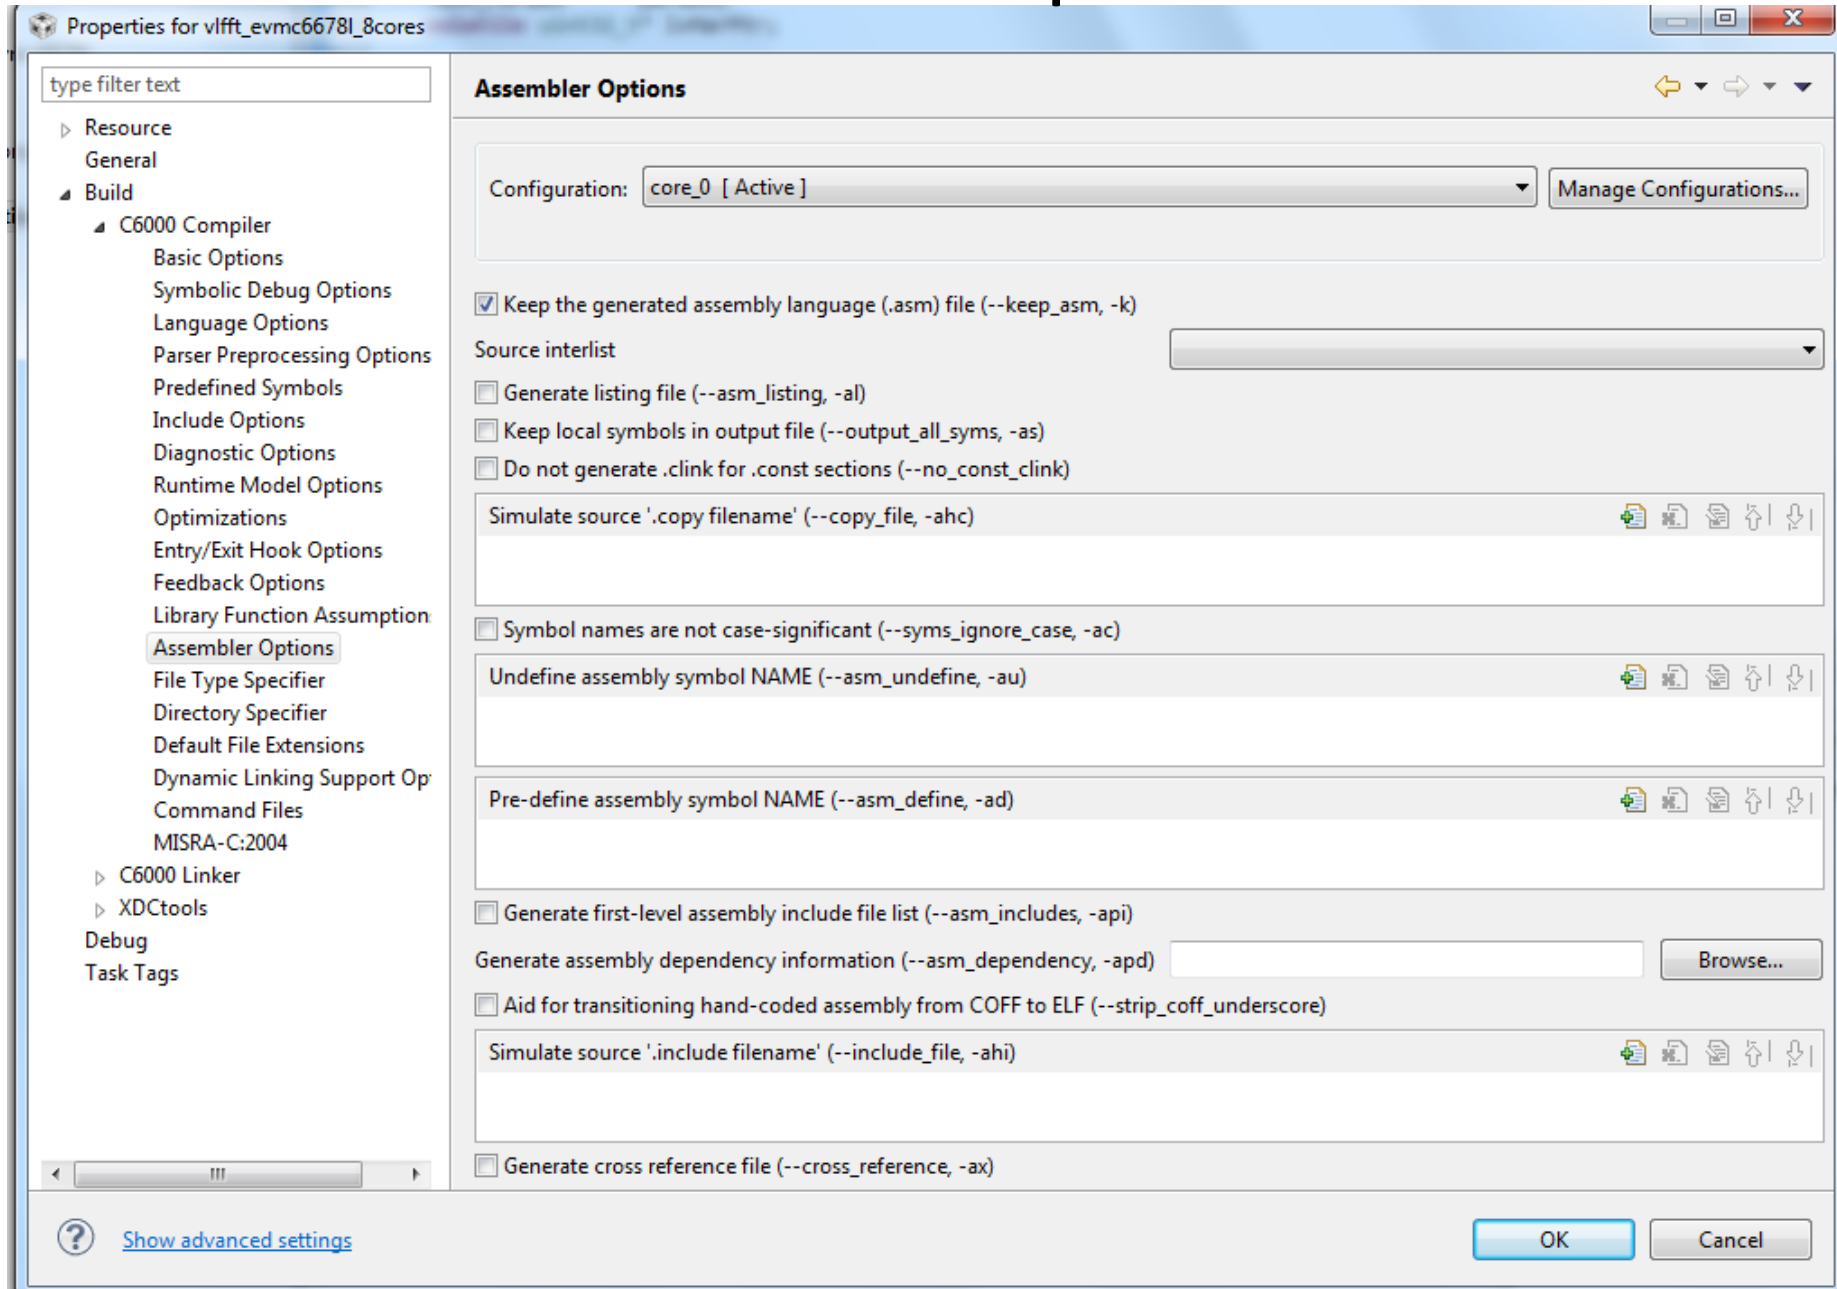 Properties for vlfft_evmc6678l_8cores
type filter text
Resource
General
Build
C6000 Compiler
Basic Options
Symbolic Debug Options
Language Options
Parser Preprocessing Options
Predefined Symbols
Include Options
Diagnostic Options
Runtime Model Options
Optimizations
Entry/Exit Hook Options
Feedback Options
Library Function Assumption
Assembler Options
File Type Specifier
Directory Specifier
Default File Extensions
Dynamic Linking Support Op
Command Files
MISRA-C:2004
C6000 Linker
XDCtools
Debug
Task Tags
Assembler Options
Configuration: core_0 [ Active ] Manage Configurations...
Keep the generated assembly language (.asm) file (--keep_asm, -k)
Source interlist
Generate listing file (--asm_listing, -al)
Keep local symbols in output file (--output_all_syms, -as)
Do not generate .clink for .const sections (--no_const_clink)
Simulate source '.copy filename' (--copy_file, -ahc)
Symbol names are not case-significant (--syms_ignore_case, -ac)
Undefine assembly symbol NAME (--asm_undefine, -au)
Pre-define assembly symbol NAME (--asm_define, -ad)
Generate first-level assembly include file list (--asm_includes, -api)
Generate assembly dependency information (--asm_dependency, -apd) Browse...
Aid for transitioning hand-coded assembly from COFF to ELF (--strip_coff_underscore)
Simulate source '.include filename' (--include_file, -ahi)
Generate cross reference file (--cross_reference, -ax)
Show advanced settings
OK Cancel